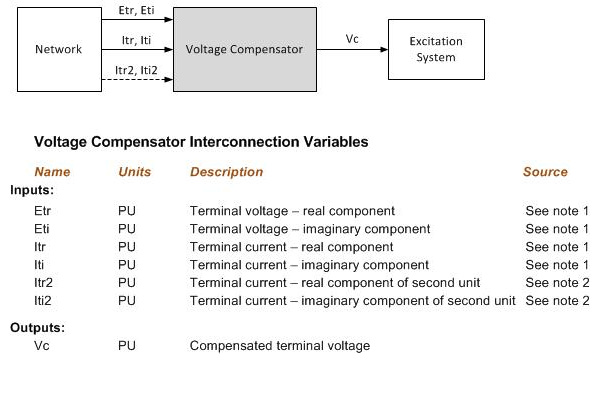 Etr, Eti
Network
Itr, Iti
Voltage Compensator
Vc
Excitation
System
Itr2, Iti2
Voltage Compensator Interconnection Variables
Name Units Description Source
Inputs:
Etr PU Terminal voltage – real component See note 1
Eti PU Terminal voltage – imaginary component See note 1
Itr PU Terminal current – real component See note 1
Iti PU Terminal current – imaginary component See note 1
Itr2 PU Terminal current – real component of second unit See note 2
Iti2 PU Terminal current – imaginary component of second unit See note 2
Outputs:
Vc PU Compensated terminal voltage